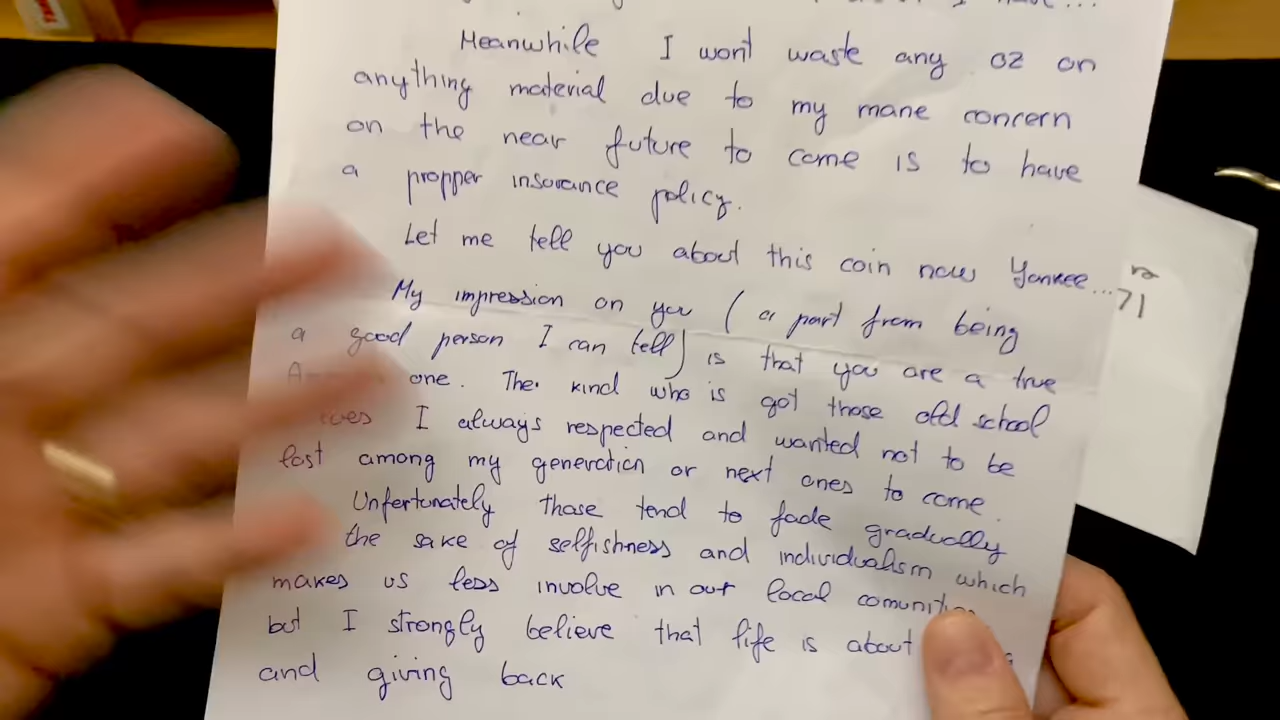 I have...
Meanwhile I won't waste any oz on
anything material due to my mane concern
on the near future to come is to have
a propper insurance policy.
Let me tell you about this coin now Yankee...
71
My impression on you (a part from being
a good person I can tell) is that you are a true
one. The kind who is got those old school
I always respected and wanted not to be
lost among my generation or next ones to come.
Unfortunately those tend to fade gradually
the sake of selfishness and individualism which
makes us less involve in out local
but I strongly believe that life is about
and giving back